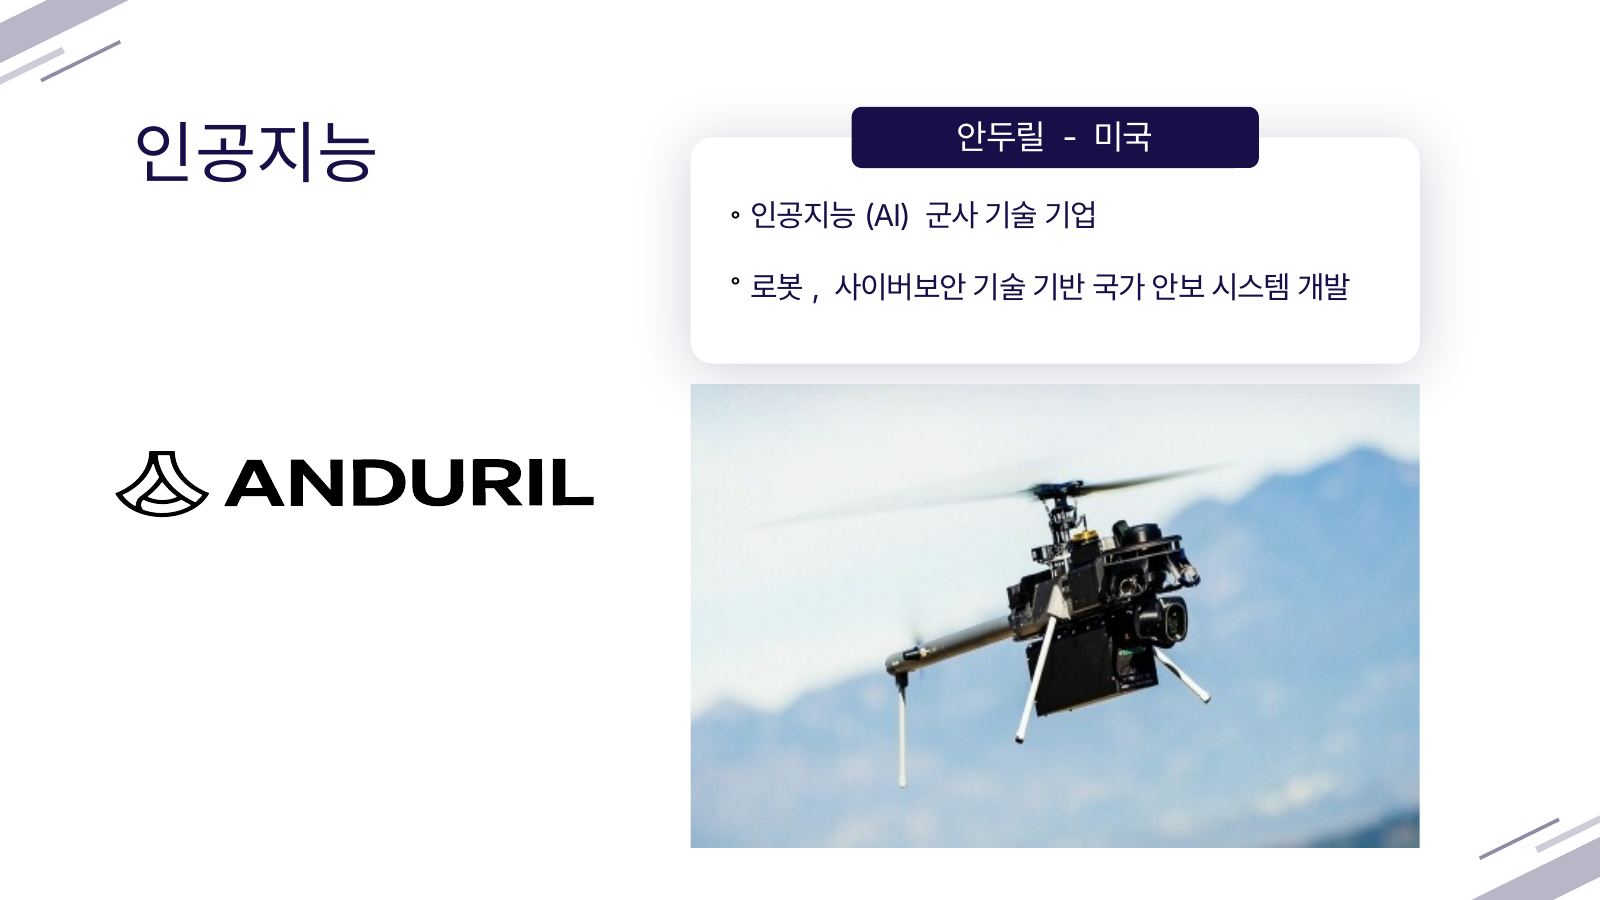 인공지능
안두릴 - 미국
인공지능 (AI) 군사 기술 기업
로봇 , 사이버보안 기술 기반 국가 안보 시스템 개발
ANDURIL